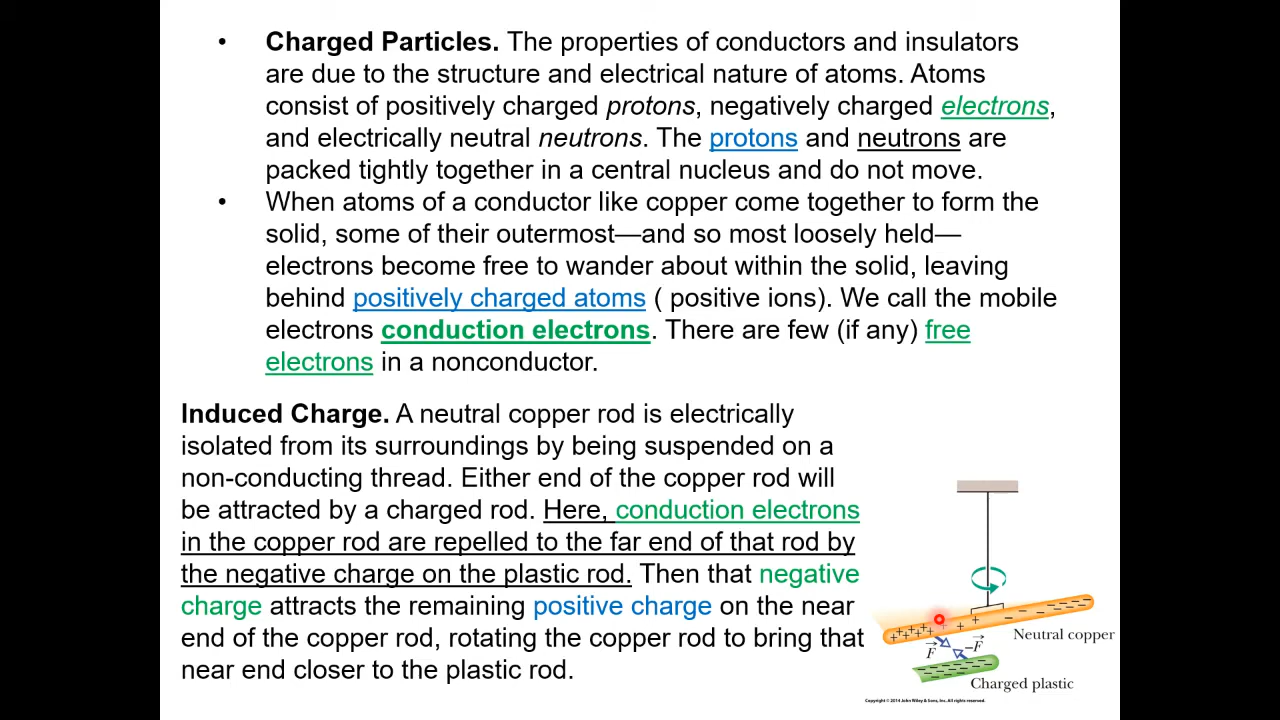 • Charged Particles. The properties of conductors and insulators
are due to the structure and electrical nature of atoms. Atoms
consist of positively charged protons, negatively charged electrons,
and electrically neutral neutrons. The protons and neutrons are
packed tightly together in a central nucleus and do not move.
• When atoms of a conductor like copper come together to form the
solid, some of their outermost—and so most loosely held—
electrons become free to wander about within the solid, leaving
behind positively charged atoms ( positive ions). We call the mobile
electrons conduction electrons. There are few (if any) free
electrons in a nonconductor.
Induced Charge. A neutral copper rod is electrically
isolated from its surroundings by being suspended on a
non-conducting thread. Either end of the copper rod will
be attracted by a charged rod. Here, conduction electrons
in the copper rod are repelled to the far end of that rod by
the negative charge on the plastic rod. Then that negative
charge attracts the remaining positive charge on the near
end of the copper rod, rotating the copper rod to bring that
near end closer to the plastic rod.
Neutral copper
F⃗ −F⃗
Charged plastic
Copyright © 2014 John Wiley & Sons, Inc. All rights reserved.